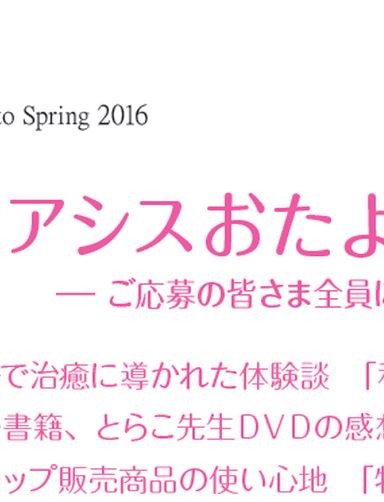 to Spring 2016
アシスおたよ
― ご応募の皆さま全員に
で治癒に導かれた体験談 「
書籍、とらこ先生DVDの感想
ップ販売商品の使い心地 「特